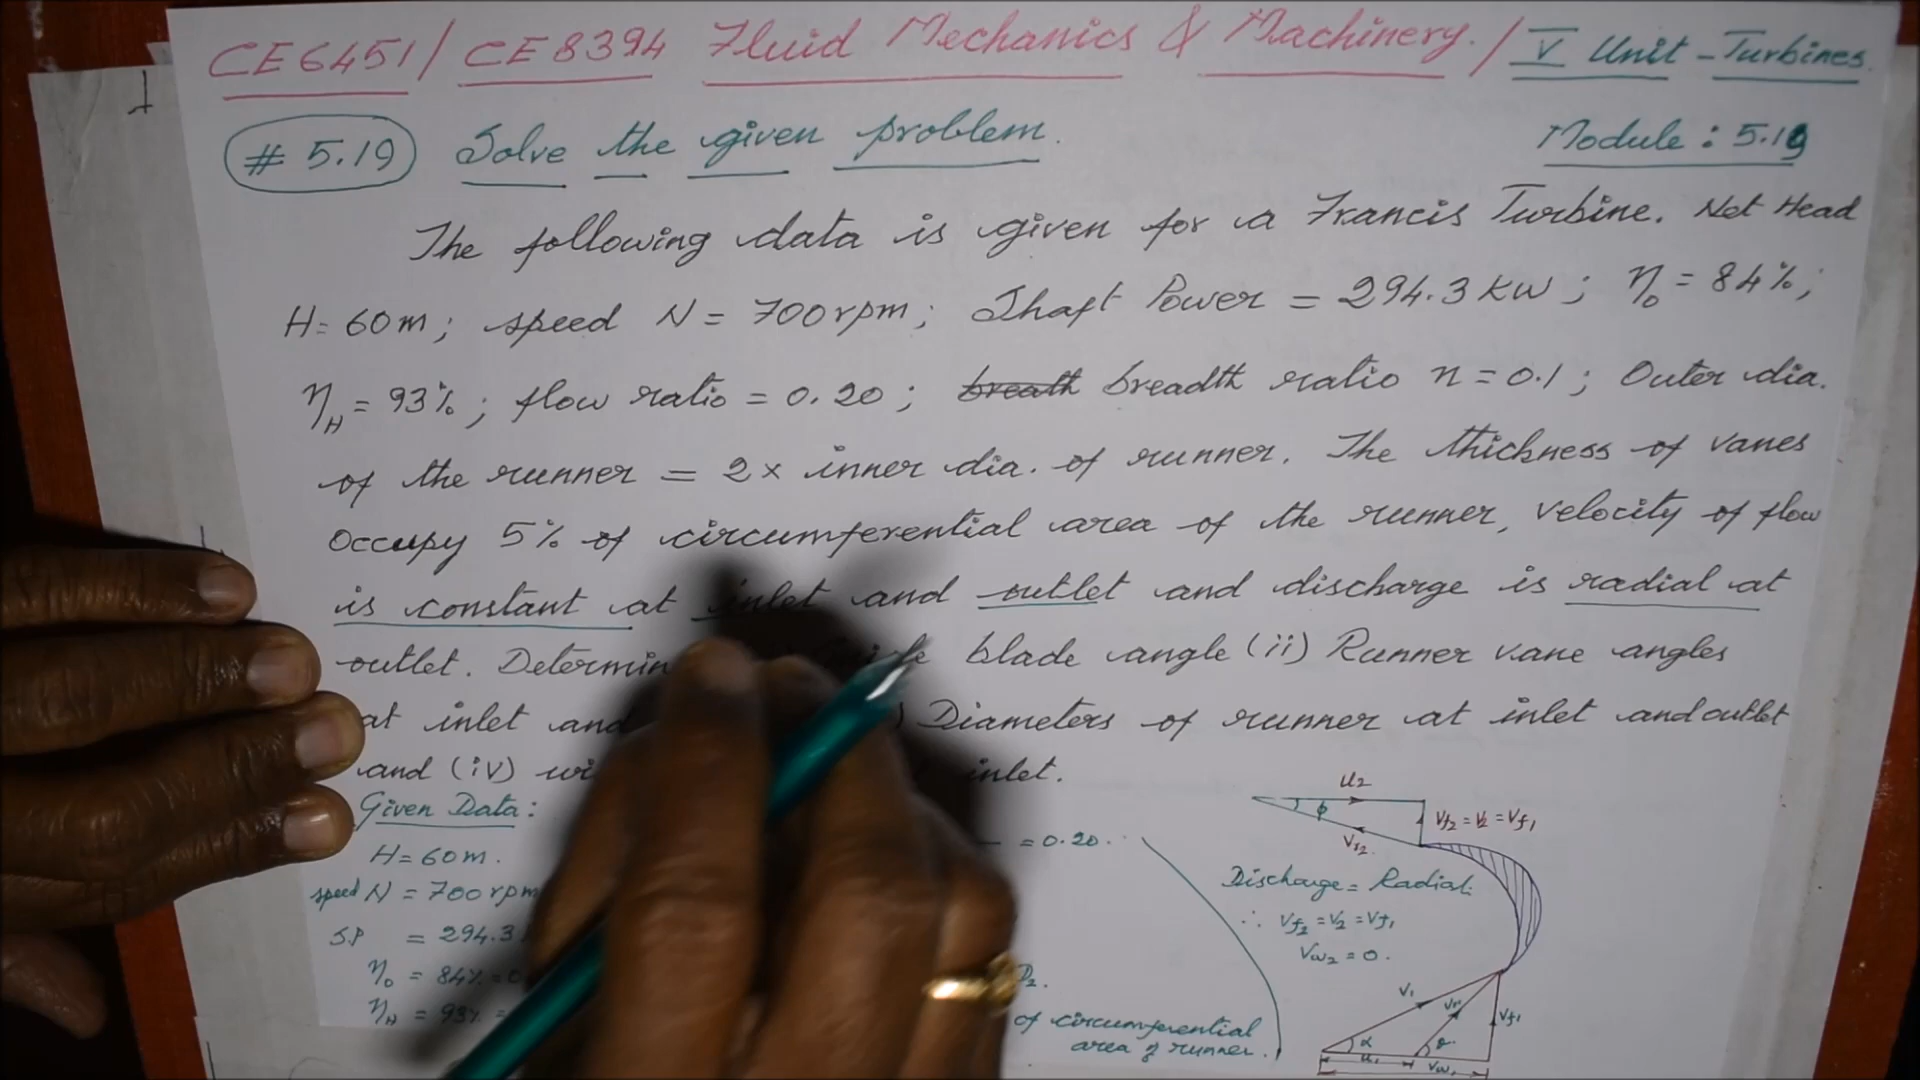 CE6451/ CE8394 Fluid Mechanics & Machinery. / V Unit - Turbines.
# 5.19 Solve the given problem. Module: 5.19
The following data is given for a Francis Turbine. Net Head
H = 60m; speed N = 700rpm; Shaft Power = 294.3 KW; η₀ = 84%;
ηH = 93%; flow ratio = 0.20; breath breadth ratio n = 0.1; Outer dia.
of the runner = 2 x inner dia. of runner. The thickness of vanes
occupy 5% of circumferential area of the runner, velocity of flow
is constant at inlet and outlet and discharge is radial at
outlet. blade angle (ii) Runner vane angles
at inlet Diameters of runner at inlet and outlet
and (iv) inlet.
Given Data:
H = 60m.
speed N = 700rpm
S.P = 294.3
η₀ = 84%
ηH = 93%
= 0.20.
of circumferential
area of runner.
u2
φ
Vf2 = V2 = Vf1
Vr2
Discharge = Radial.
∴ Vf2 = V2 = Vf1
Vw2 = 0.
V1 Vr1 Vf1
α θ
u1
Vw1